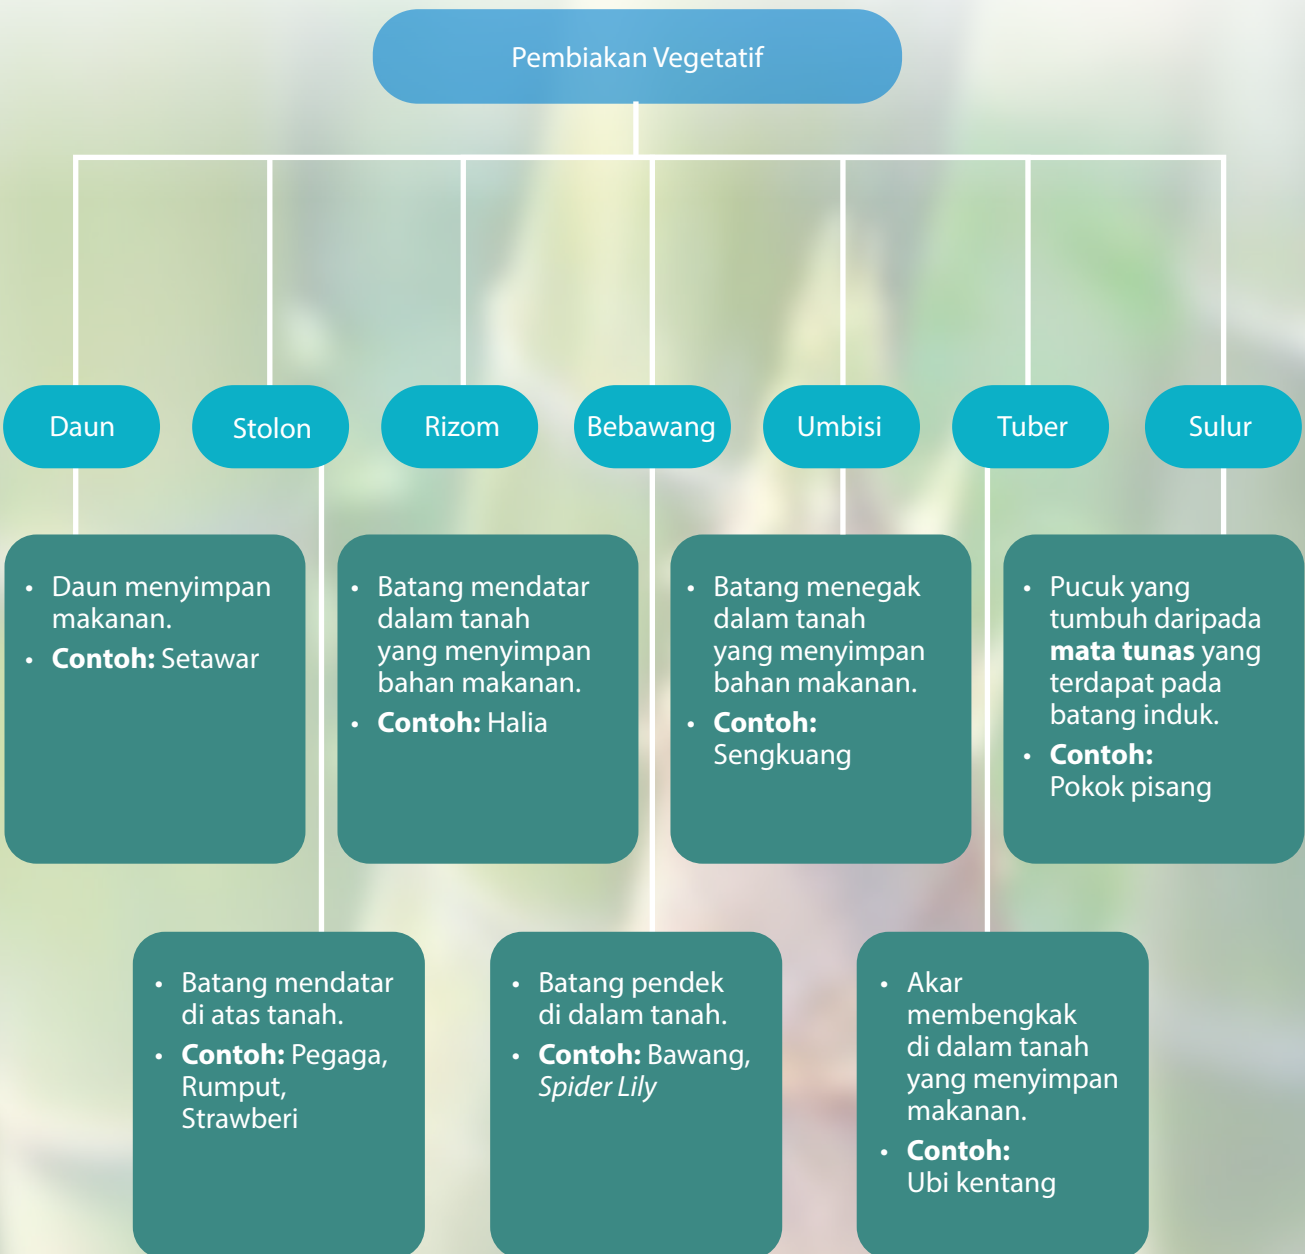 Pembiakan Vegetatif
Daun
Stolon
Rizom
Bebawang
Umbisi
Tuber
Sulur
• Daun menyimpan
makanan.
• Contoh: Setawar
• Batang mendatar
dalam tanah
yang menyimpan
bahan makanan.
• Contoh: Halia
• Batang menegak
dalam tanah
yang menyimpan
bahan makanan.
• Contoh:
Sengkuang
• Pucuk yang
tumbuh daripada
mata tunas yang
terdapat pada
batang induk.
• Contoh:
Pokok pisang
• Batang mendatar
di atas tanah.
• Contoh: Pegaga,
Rumput,
Strawberi
• Batang pendek
di dalam tanah.
• Contoh: Bawang,
Spider Lily
• Akar
membengkak
di dalam tanah
yang menyimpan
makanan.
• Contoh:
Ubi kentang